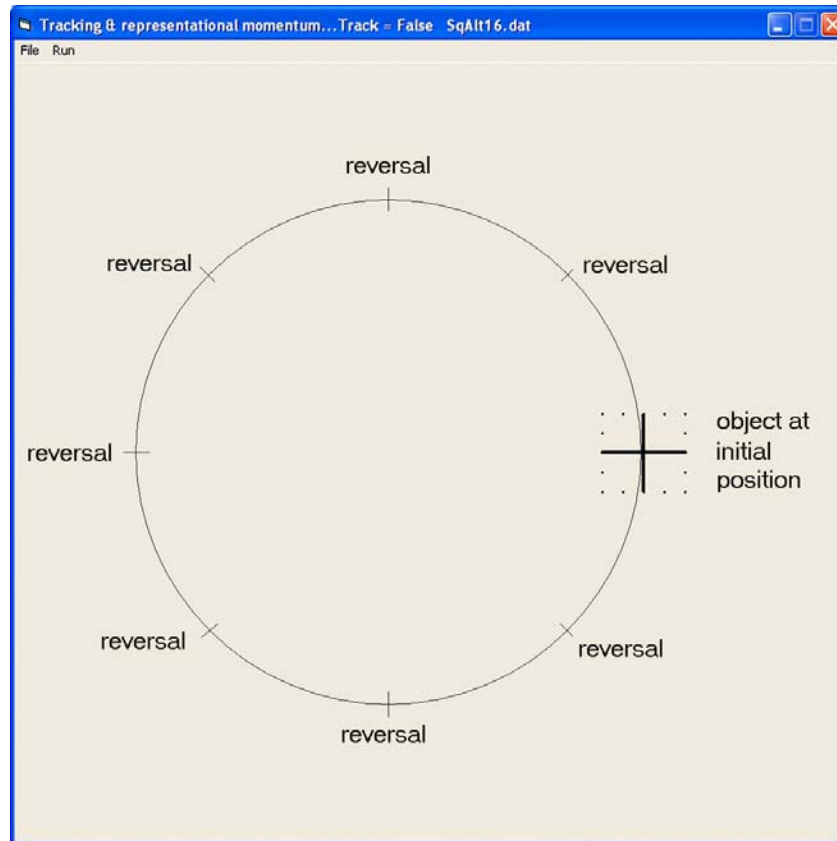 Tracking & representational momentum...Track = False SqAlt16.dat
File Run
reversal
reversal
reversal
reversal
object at
initial
position
reversal
reversal
reversal